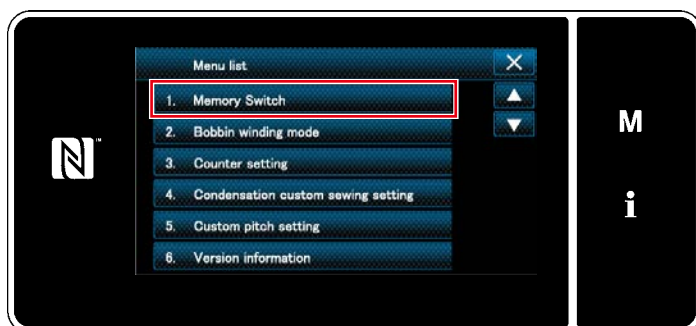 Menu list
1. Memory Switch
2. Bobbin winding mode
3. Counter setting
4. Condensation custom sewing setting
5. Custom pitch setting
6. Version information
N™
M
i